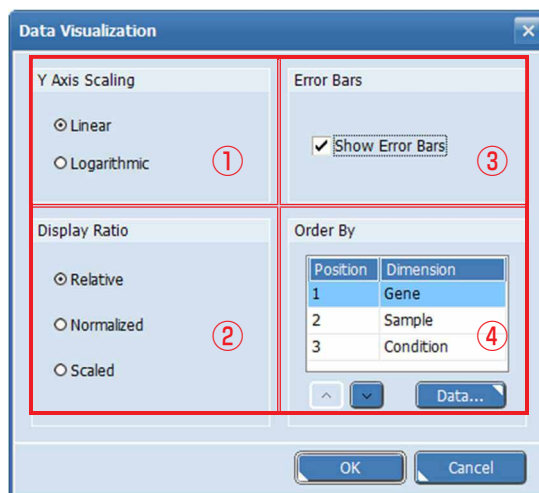 Data Visualization
Y Axis Scaling
Linear
Logarithmic
①
Error Bars
Show Error Bars
③
Display Ratio
Relative
Normalized
Scaled
②
Order By
Position Dimension
1 Gene
2 Sample
3 Condition
④
Data...
OK Cancel